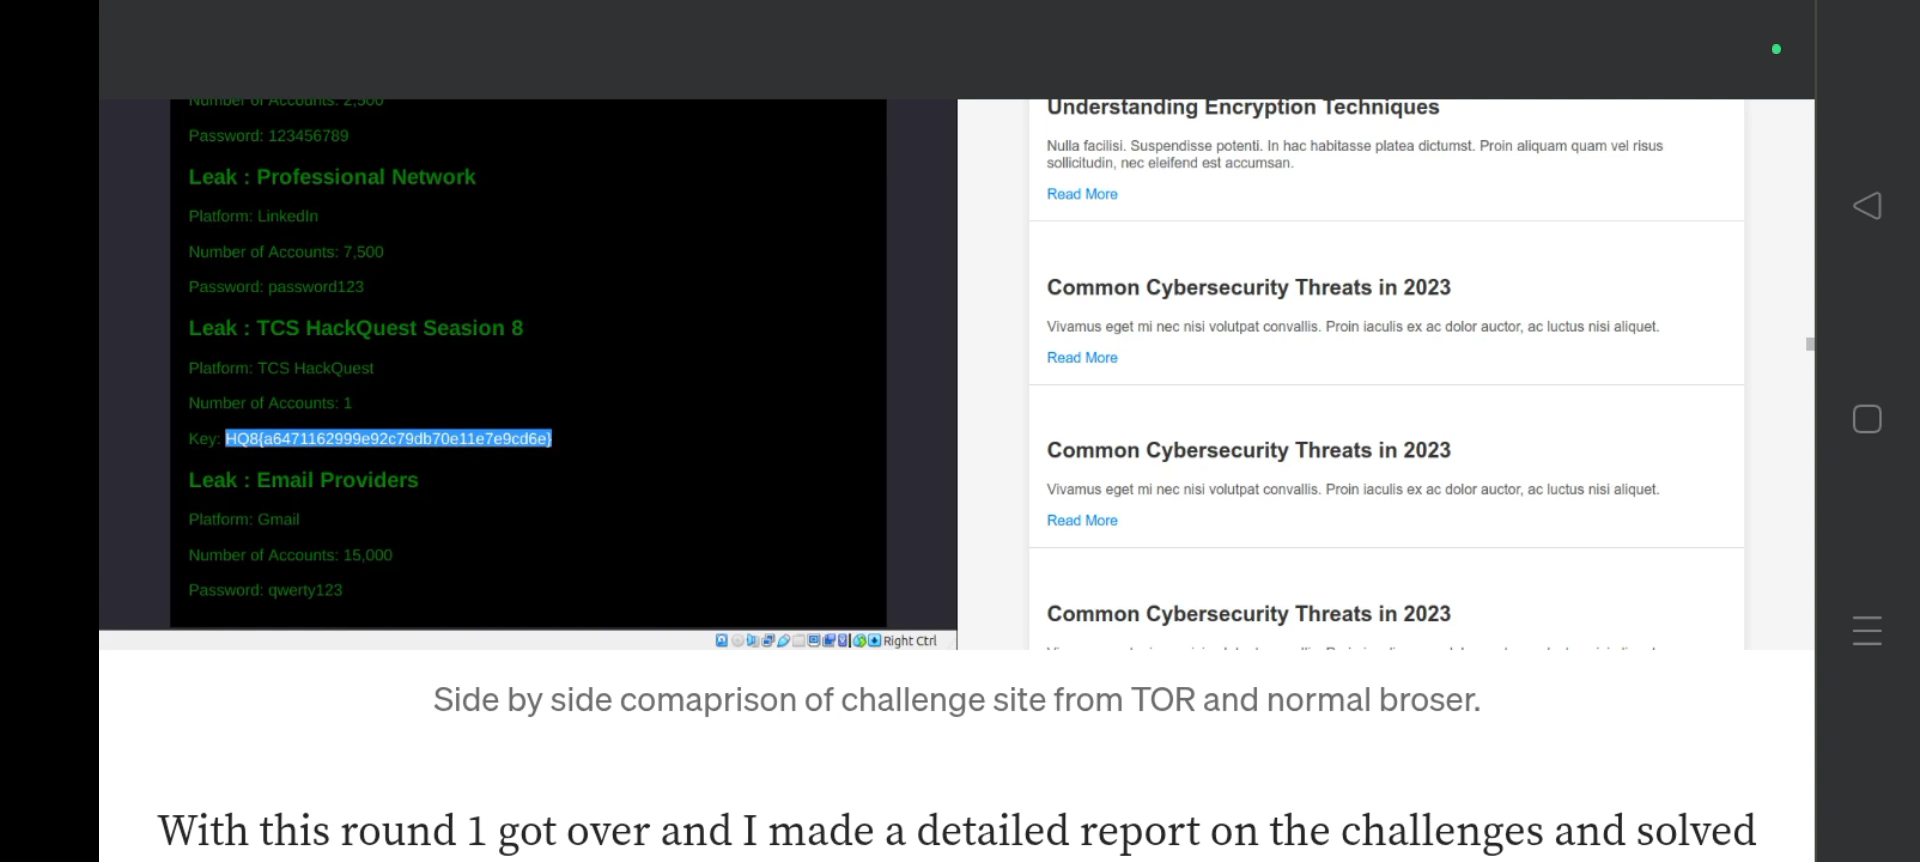 Number of Accounts: 2,500
Password: 123456789
Leak : Professional Network
Platform: LinkedIn
Number of Accounts: 7,500
Password: password123
Leak : TCS HackQuest Seasion 8
Platform: TCS HackQuest
Number of Accounts: 1
Key: HQ8{a6471162999e92c79db70e11e7e9cd6e}
Leak : Email Providers
Platform: Gmail
Number of Accounts: 15,000
Password: qwerty123
Right Ctrl
Understanding Encryption Techniques
Nulla facilisi. Suspendisse potenti. In hac habitasse platea dictumst. Proin aliquam quam vel risus
sollicitudin, nec eleifend est accumsan.
Read More
Common Cybersecurity Threats in 2023
Vivamus eget mi nec nisi volutpat convallis. Proin iaculis ex ac dolor auctor, ac luctus nisi aliquet.
Read More
Common Cybersecurity Threats in 2023
Vivamus eget mi nec nisi volutpat convallis. Proin iaculis ex ac dolor auctor, ac luctus nisi aliquet.
Read More
Common Cybersecurity Threats in 2023
Side by side comaprison of challenge site from TOR and normal broser.
With this round 1 got over and I made a detailed report on the challenges and solved